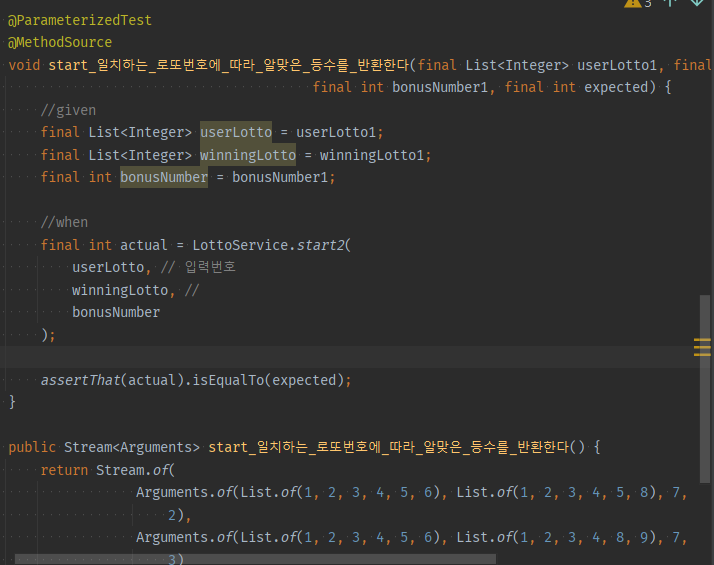 3
@ParameterizedTest
@MethodSource
void start_일치하는_로또번호에_따라_알맞은_등수를_반환한다(final List<Integer> userLotto1, final
final int bonusNumber1, final int expected) {
//given
final List<Integer> userLotto = userLotto1;
final List<Integer> winningLotto = winningLotto1;
final int bonusNumber = bonusNumber1;
//when
final int actual = LottoService.start2(
userLotto, // 입력번호
winningLotto, //
bonusNumber
);
assertThat(actual).isEqualTo(expected);
}
public Stream<Arguments> start_일치하는_로또번호에_따라_알맞은_등수를_반환한다() {
return Stream.of(
Arguments.of(List.of(1, 2, 3, 4, 5, 6), List.of(1, 2, 3, 4, 5, 8), 7,
2),
Arguments.of(List.of(1, 2, 3, 4, 5, 6), List.of(1, 2, 3, 4, 8, 9), 7,
3)